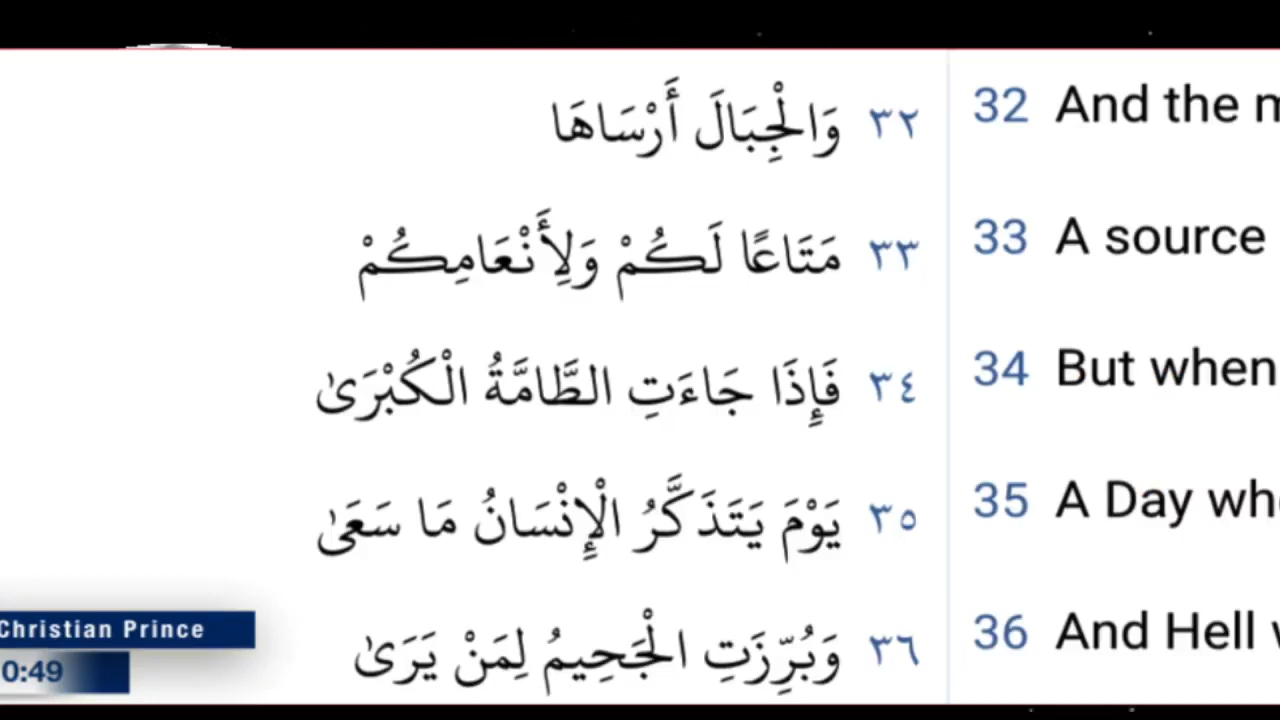 ٣٢ وَالْجِبَالَ أَرْسَاهَا
32 And the
٣٣ مَتَاعًا لَكُمْ وَلِأَنْعَامِكُمْ
33 A source
٣٤ فَإِذَا جَاءَتِ الطَّامَّةُ الْكُبْرَىٰ
34 But when
٣٥ يَوْمَ يَتَذَكَّرُ الْإِنْسَانُ مَا سَعَىٰ
35 A Day
٣٦ وَبُرِّزَتِ الْجَحِيمُ لِمَنْ يَرَىٰ
36 And Hell
Christian Prince
0:49